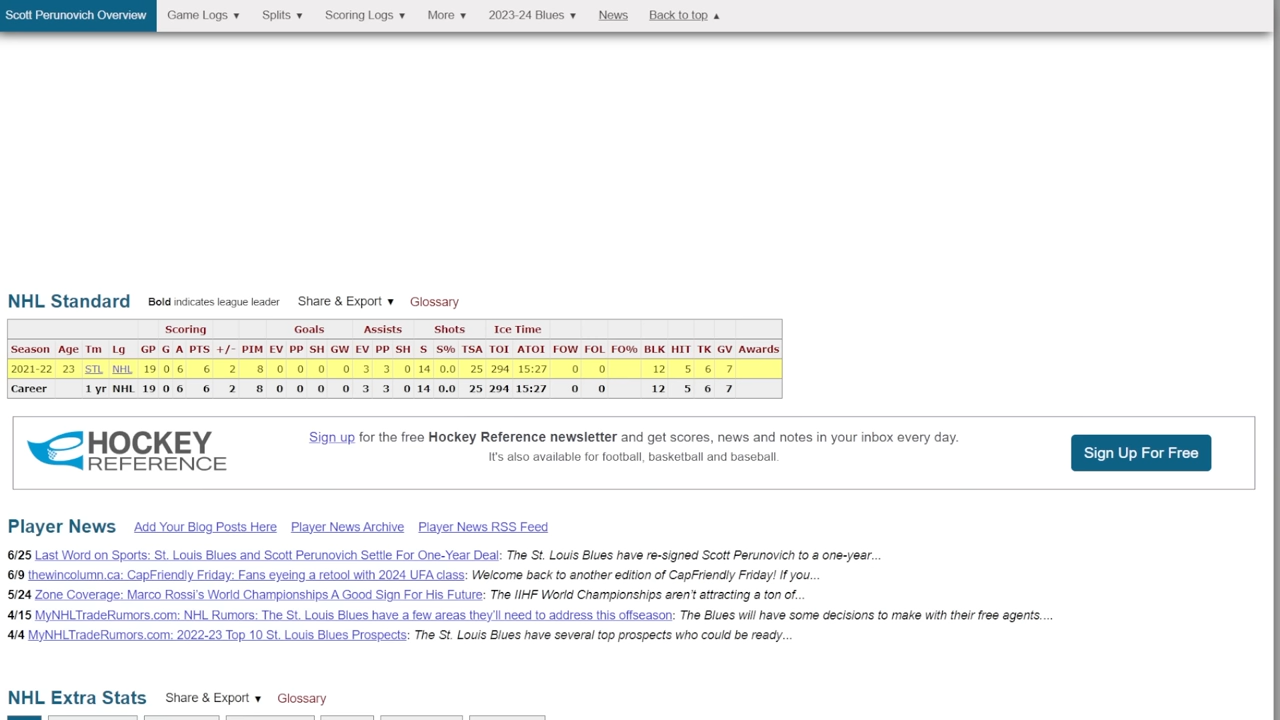 Scott Perunovich Overview Game Logs ▼ Splits ▼ Scoring Logs ▼ More ▼ 2023-24 Blues ▼ News Back to top ▲
NHL Standard Bold indicates league leader Share & Export ▼ Glossary
Scoring Goals Assists Shots Ice Time
Season Age Tm Lg GP G A PTS +/- PIM EV PP SH GW EV PP SH S S% TSA TOI ATOI FOW FOL FO% BLK HIT TK GV Awards
2021-22 23 STL NHL 19 0 6 6 2 8 0 0 0 0 3 3 0 14 0.0 25 294 15:27 0 0 12 5 6 7
Career 1 yr NHL 19 0 6 6 2 8 0 0 0 0 3 3 0 14 0.0 25 294 15:27 0 0 12 5 6 7
HOCKEY
REFERENCE
Sign up for the free Hockey Reference newsletter and get scores, news and notes in your inbox every day.
It's also available for football, basketball and baseball.
Sign Up For Free
Player News Add Your Blog Posts Here Player News Archive Player News RSS Feed
6/25 Last Word on Sports: St. Louis Blues and Scott Perunovich Settle For One-Year Deal: The St. Louis Blues have re-signed Scott Perunovich to a one-year...
6/9 thewincolumn.ca: CapFriendly Friday: Fans eyeing a retool with 2024 UFA class: Welcome back to another edition of CapFriendly Friday! If you...
5/24 Zone Coverage: Marco Rossi's World Championships A Good Sign For His Future: The IIHF World Championships aren't attracting a ton of...
4/15 MyNHLTradeRumors.com: NHL Rumors: The St. Louis Blues have a few areas they'll need to address this offseason: The Blues will have some decisions to make with their free agents....
4/4 MyNHLTradeRumors.com: 2022-23 Top 10 St. Louis Blues Prospects: The St. Louis Blues have several top prospects who could be ready...
NHL Extra Stats Share & Export ▼ Glossary